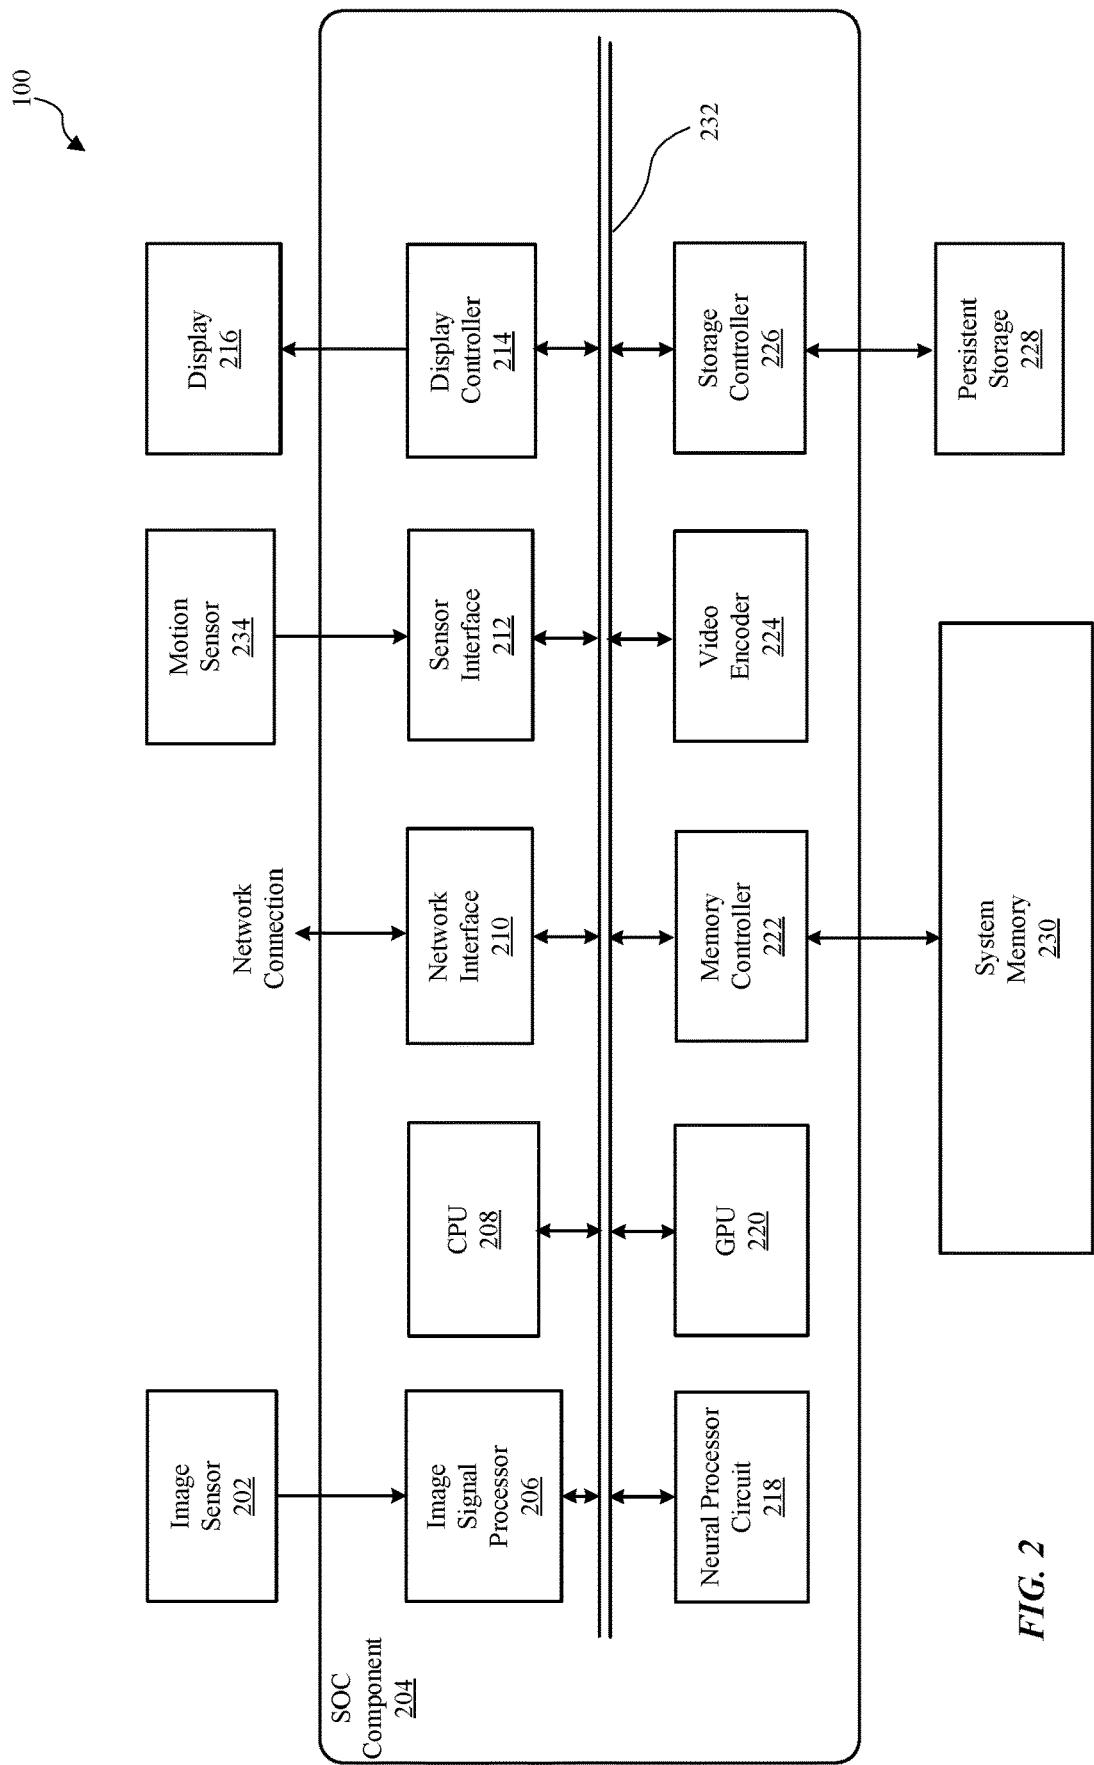 100
Image
Sensor
202
Network
Connection
Motion
Sensor
234
Display
216
SOC
Component
204
Image
Signal
Processor
206
CPU
208
Network
Interface
210
Sensor
Interface
212
Display
Controller
214
232
Neural Processor
Circuit
218
GPU
220
Memory
Controller
222
Video
Encoder
224
Storage
Controller
226
System
Memory
230
Persistent
Storage
228
FIG. 2